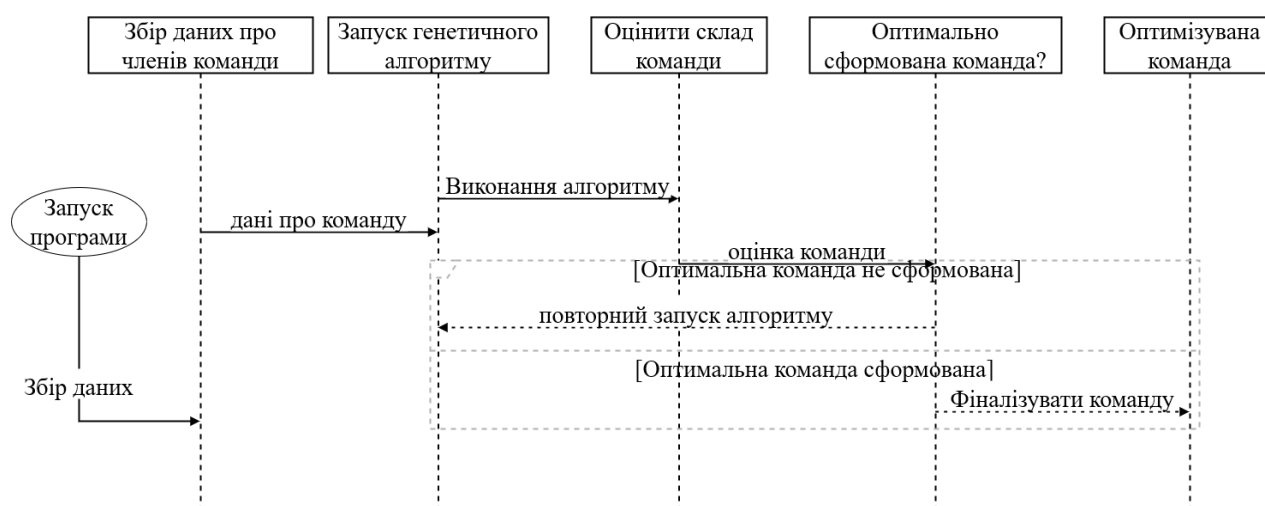 Збір даних про
членів команди
Запуск генетичного
алгоритму
Оцінити склад
команди
Оптимально
сформована команда?
Оптимізувана
команда
Виконання алгоритму
Запуск
програми
дані про команду
оцінка команди
[Оптимальна команда не сформована]
повторний запуск алгоритму
[Оптимальна команда сформована]
Збір даних
Фіналізувати команду